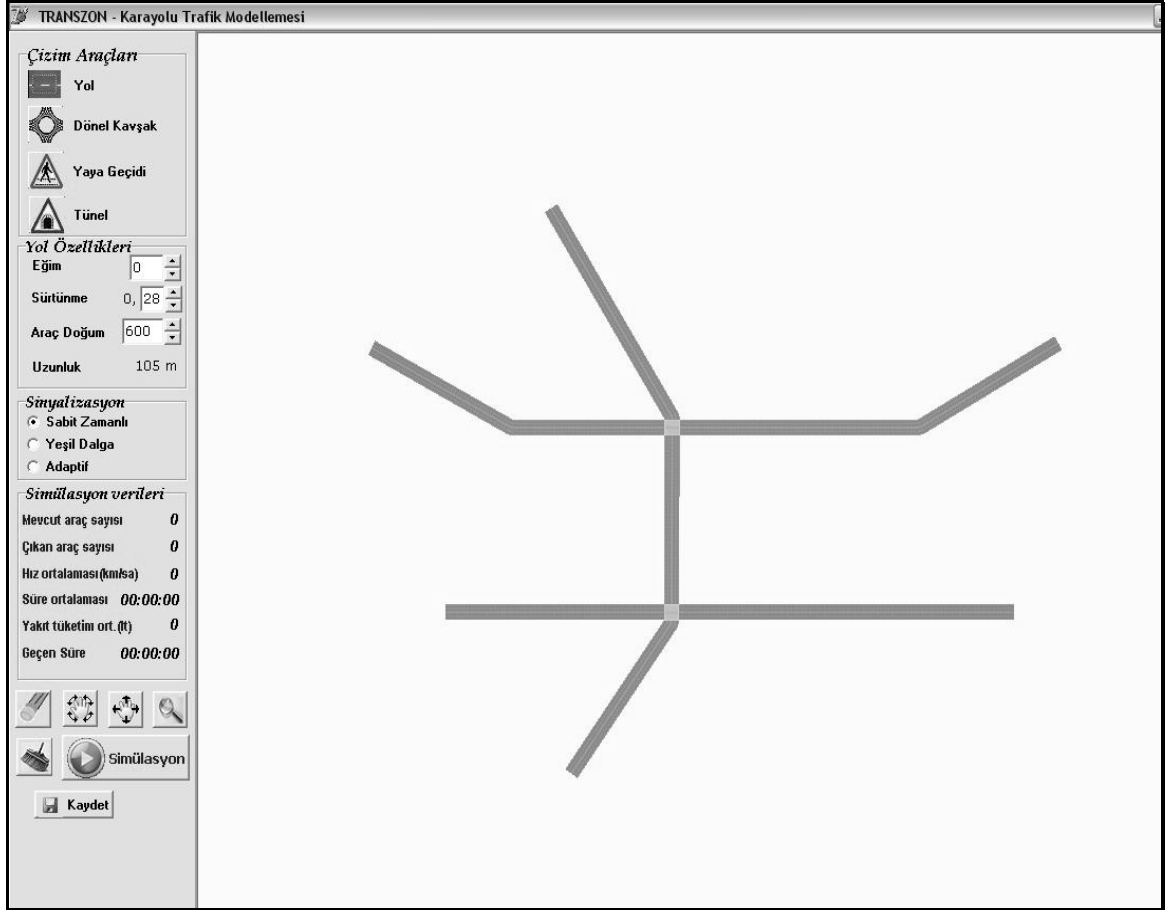 TRANSZON - Karayolu Trafik Modellemesi
Çizim Araçları
Yol
Dönel Kavşak
Yaya Geçidi
Tünel
Yol Özellikleri
Eğim 0
Sürtünme 0, 28
Araç Doğum 600
Uzunluk 105 m
Sinyalizasyon
Sabit Zamanlı
Yeşil Dalga
Adaptif
Simülasyon verileri
Mevcut araç sayısı 0
Çıkan araç sayısı 0
Hız ortalaması(km/sa) 0
Süre ortalaması 00:00:00
Yakıt tüketim ort.(lt) 0
Geçen Süre 00:00:00
Simülasyon
Kaydet